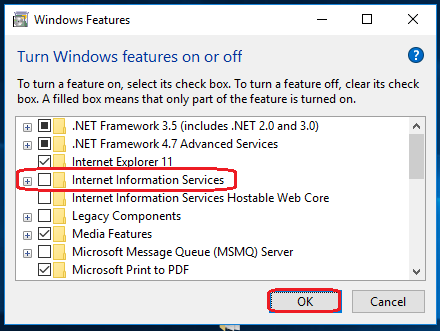 Windows Features
Turn Windows features on or off
To turn a feature on, select its check box. To turn a feature off, clear its check
box. A filled box means that only part of the feature is turned on.
.NET Framework 3.5 (includes .NET 2.0 and 3.0)
.NET Framework 4.7 Advanced Services
Internet Explorer 11
Internet Information Services
Internet Information Services Hostable Web Core
Legacy Components
Media Features
Microsoft Message Queue (MSMQ) Server
Microsoft Print to PDF
OK
Cancel